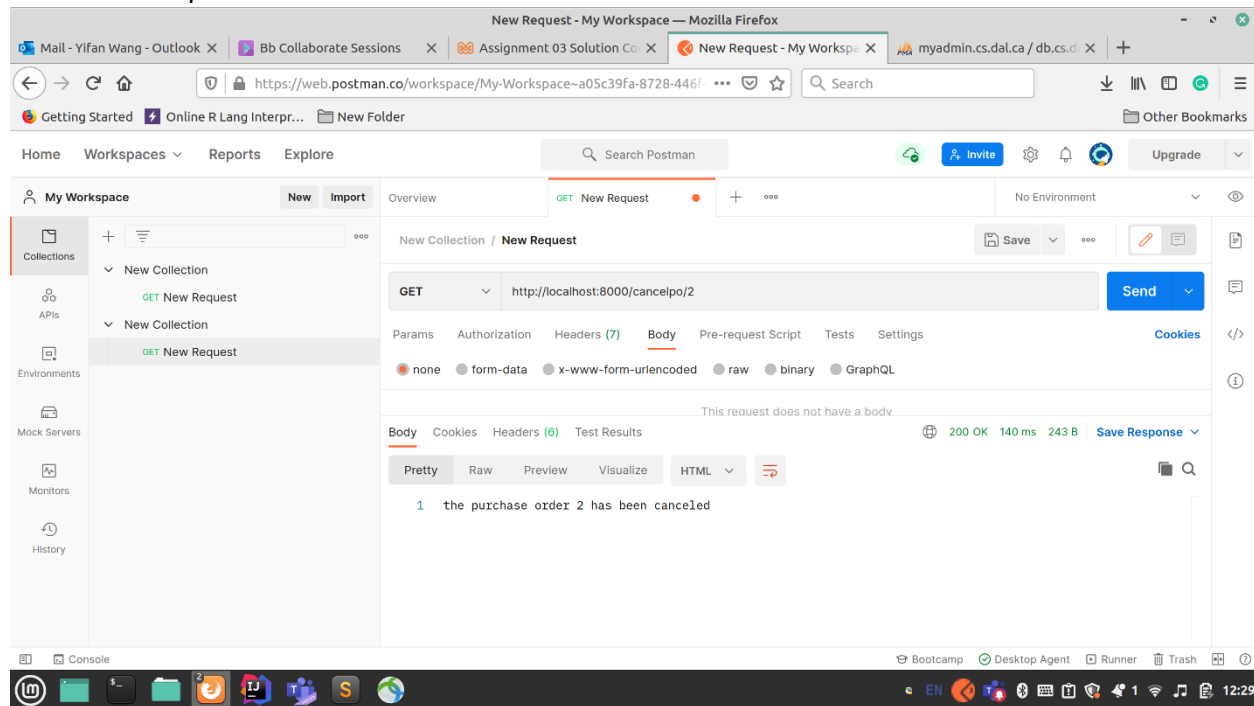 New Request - My Workspace — Mozilla Firefox
Mail - Yifan Wang - Outlook
Bb Collaborate Sessions
Assignment 03 Solution Co
New Request - My Workspa
myadmin.cs.dal.ca / db.cs.d
https://web.postman.co/workspace/My-Workspace~a05c39fa-8728-446f-
Search
Getting Started
Online R Lang Interpr...
New Folder
Other Bookmarks
Home Workspaces Reports Explore
Search Postman
Invite
Upgrade
My Workspace
New Import
Overview
GET New Request
No Environment
Collections
New Collection
GET New Request
New Collection
GET New Request
APIs
Environments
Mock Servers
Monitors
History
New Collection / New Request
Save
GET
http://localhost:8000/cancelpo/2
Send
Params Authorization Headers (7) Body Pre-request Script Tests Settings
Cookies
none form-data x-www-form-urlencoded raw binary GraphQL
This request does not have a body
Body Cookies Headers (6) Test Results
200 OK 140 ms 243 B Save Response
Pretty Raw Preview Visualize HTML
1 the purchase order 2 has been canceled
Console
Bootcamp Desktop Agent Runner Trash
2
EN
1
12:29